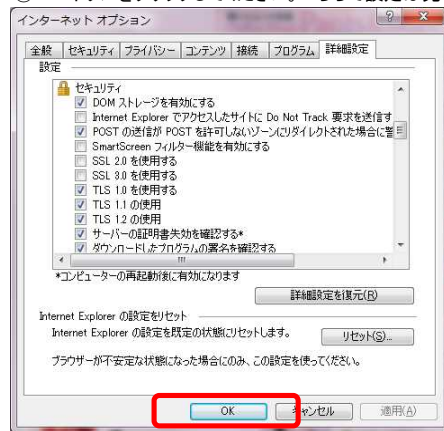 インターネット オプション
全般 セキュリティ プライバシー コンテンツ 接続 プログラム 詳細設定
設定
セキュリティ
DOM ストレージを有効にする
Internet Explorer でアクセスしたサイトに Do Not Track 要求を送信す
POST の送信が POST を許可しないゾーンにリダイレクトされた場合に警
SmartScreen フィルター機能を有効にする
SSL 2.0 を使用する
SSL 3.0 を使用する
TLS 1.0 を使用する
TLS 1.1 の使用
TLS 1.2 の使用
サーバーの証明書失効を確認する*
ダウンロードしたプログラムの署名を確認する
*コンピューターの再起動後に有効になります
詳細設定を復元(R)
Internet Explorer の設定をリセット
Internet Explorer の設定を既定の状態にリセットします。
リセット(S)...
ブラウザーが不安定な状態になった場合にのみ、この設定を使ってください。
OK キャンセル 適用(A)